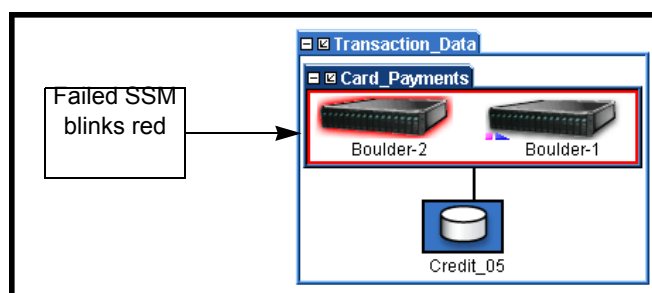 Transaction_Data
Card_Payments
Failed SSM
blinks red
Boulder-2 Boulder-1
Credit_05